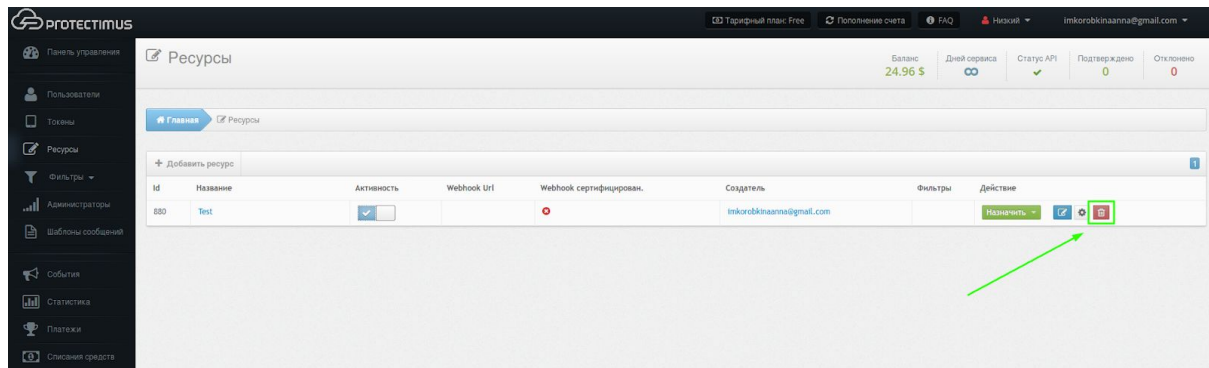 PROTECTIMUS
Тарифный план: Free
Пополнение счета
FAQ
Низкий
imkorobkinaanna@gmail.com
Панель управления
Пользователи
Токены
Ресурсы
Фильтры
Администраторы
Шаблоны сообщений
События
Статистика
Платежи
Списания средств
Ресурсы
Баланс
24.96 $
Дней сервиса
∞
Статус API
Подтверждено
0
Отклонено
0
Главная
Ресурсы
+ Добавить ресурс
1
Id Название Активность Webhook Url Webhook сертифицирован. Создатель Фильтры Действие
880 Test imkorobkinaanna@gmail.com Назначить